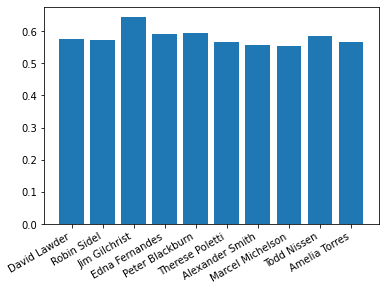 0.6
0.5
0.4
0.3
0.2
0.1
0.0
David Lawder
Robin Sidel
Jim Gilchrist
Edna Fernandes
Peter Blackburn
Therese Poletti
Alexander Smith
Marcel Michelson
Todd Nissen
Amelia Torres